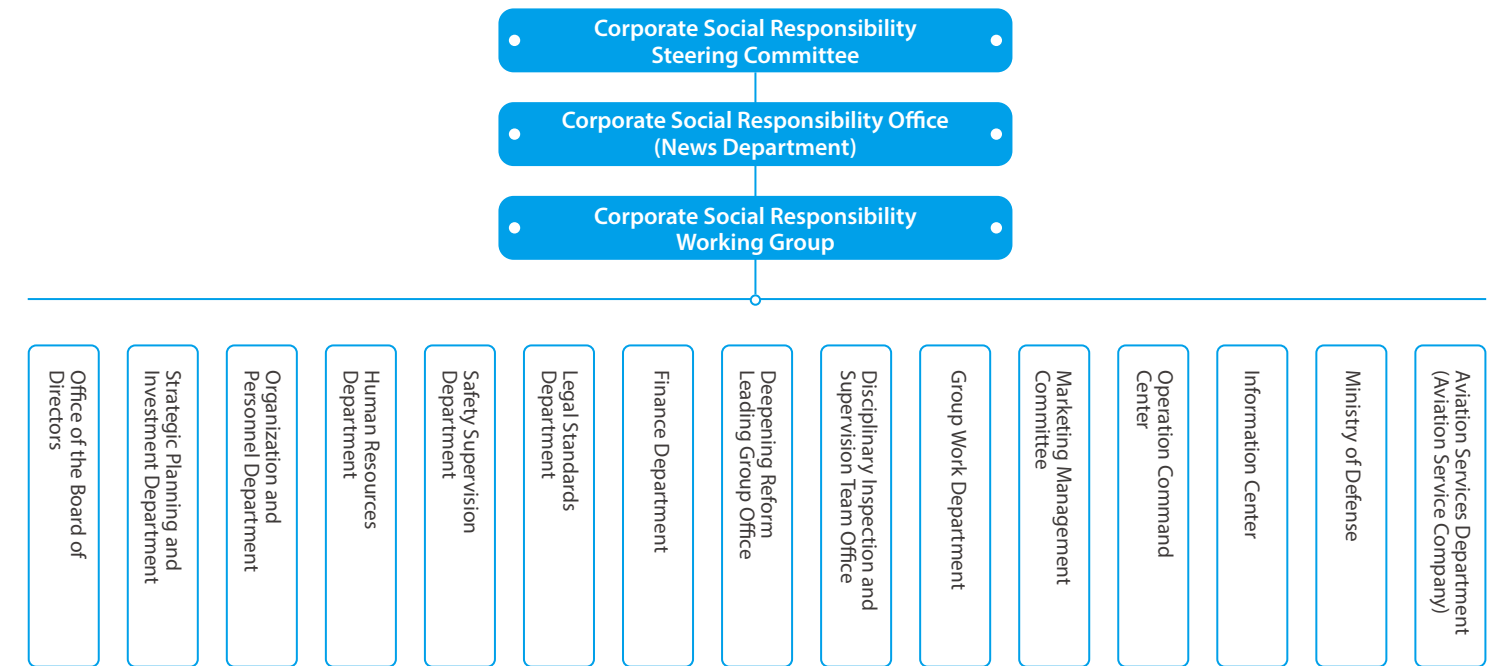 Corporate Social Responsibility
Steering Committee
Corporate Social Responsibility Office
(News Department)
Corporate Social Responsibility
Working Group
Office of the Board of
Directors
Strategic Planning and
Investment Department
Organization and
Personnel Department
Human Resources
Department
Safety Supervision
Department
Legal Standards
Department
Finance Department
Deepening Reform
Leading Group Office
Disciplinary Inspection and
Supervision Team Office
Group Work Department
Marketing Management
Committee
Operation Command
Center
Information Center
Ministry of Defense
Aviation Services Department
(Aviation Service Company)